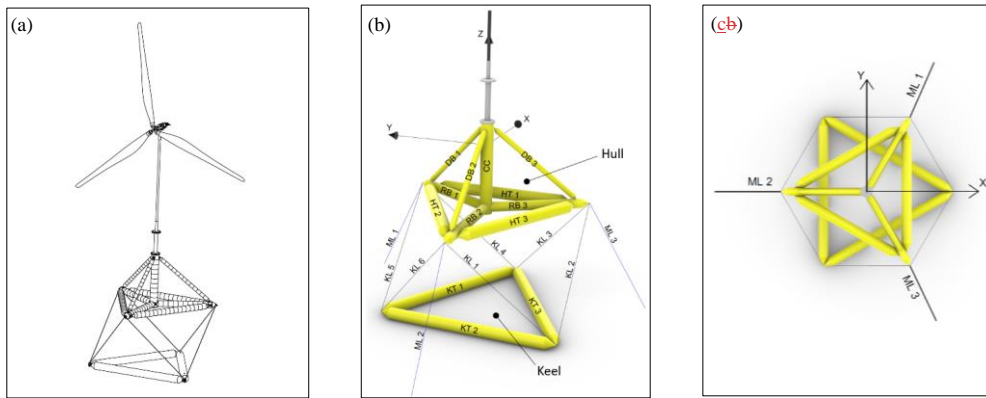 (a)
(b)
Z
X
Y
DB 1
DB 2
CC
DB 3
Hull
RB 1
HT 1
HT 2
RB 2
RB 3
HT 3
ML 1
KL 5
KL 6
KL 1
KL 4
KL 3
KL 2
ML 3
KT 1
KT 3
KT 2
ML 2
Keel
(cb)
Y
ML 1
ML 2
X
ML 3